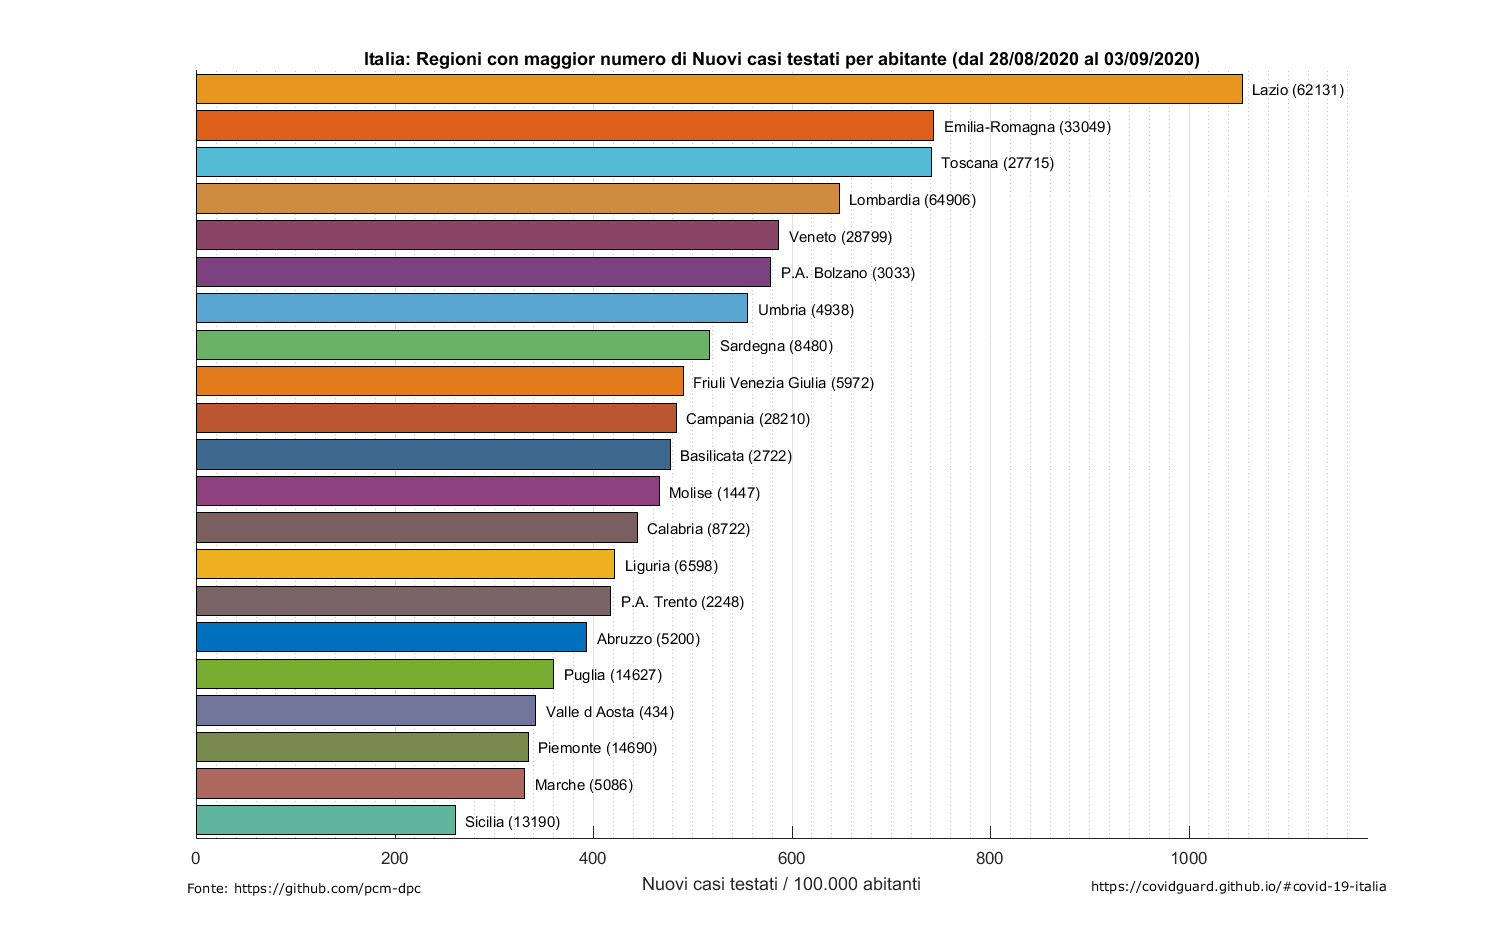 Italia: Regioni con maggior numero di Nuovi casi testati per abitante (dal 28/08/2020 al 03/09/2020)
Lazio (62131)
Emilia-Romagna (33049)
Toscana (27715)
Lombardia (64906)
Veneto (28799)
P.A. Bolzano (3033)
Umbria (4938)
Sardegna (8480)
Friuli Venezia Giulia (5972)
Campania (28210)
Basilicata (2722)
Molise (1447)
Calabria (8722)
Liguria (6598)
P.A. Trento (2248)
Abruzzo (5200)
Puglia (14627)
Valle d Aosta (434)
Piemonte (14690)
Marche (5086)
Sicilia (13190)
0 200 400 600 800 1000
Nuovi casi testati / 100.000 abitanti
Fonte: https://github.com/pcm-dpc
https://covidguard.github.io/#covid-19-italia